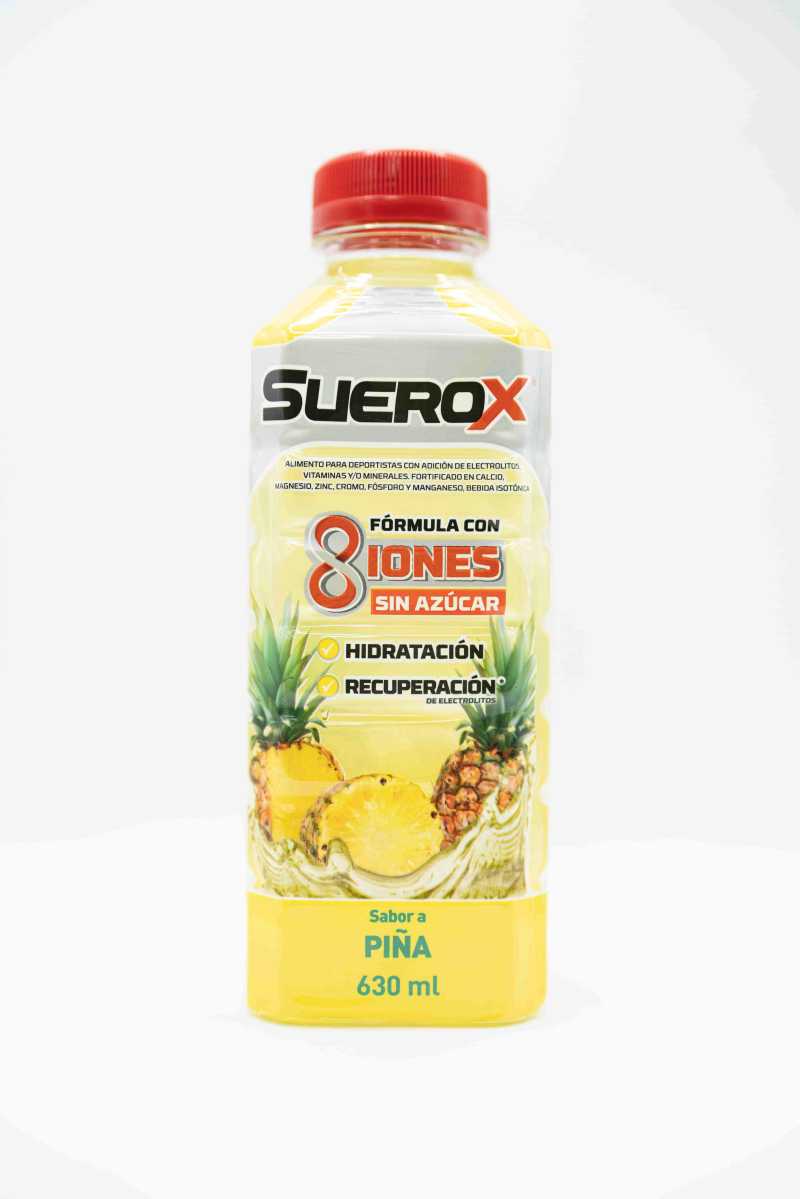 SUEROX
ALIMENTO PARA DEPORTISTAS CON ADICIÓN DE ELECTROLITOS,
VITAMINAS Y/O MINERALES. FORTIFICADO EN CALCIO,
MAGNESIO, ZINC, CROMO, FÓSFORO Y MANGANESO, BEBIDA ISOTÓNICA
FÓRMULA CON
8 IONES
SIN AZÚCAR
HIDRATACIÓN
RECUPERACIÓN
DE ELECTROLITOS
Sabor a
PIÑA
630 ml